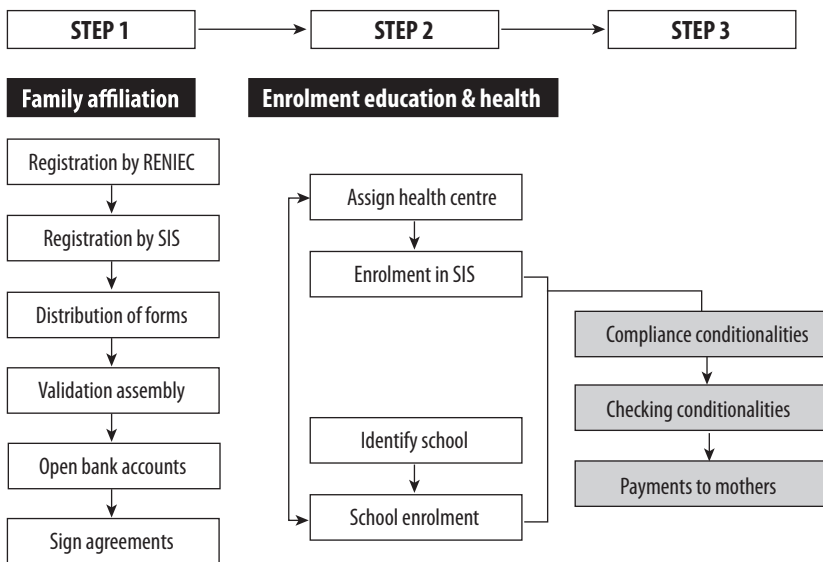 STEP 1
STEP 2
STEP 3
Family affiliation
Enrolment education & health
Registration by RENIEC
Registration by SIS
Distribution of forms
Validation assembly
Open bank accounts
Sign agreements
Assign health centre
Enrolment in SIS
Identify school
School enrolment
Compliance conditionalities
Checking conditionalities
Payments to mothers